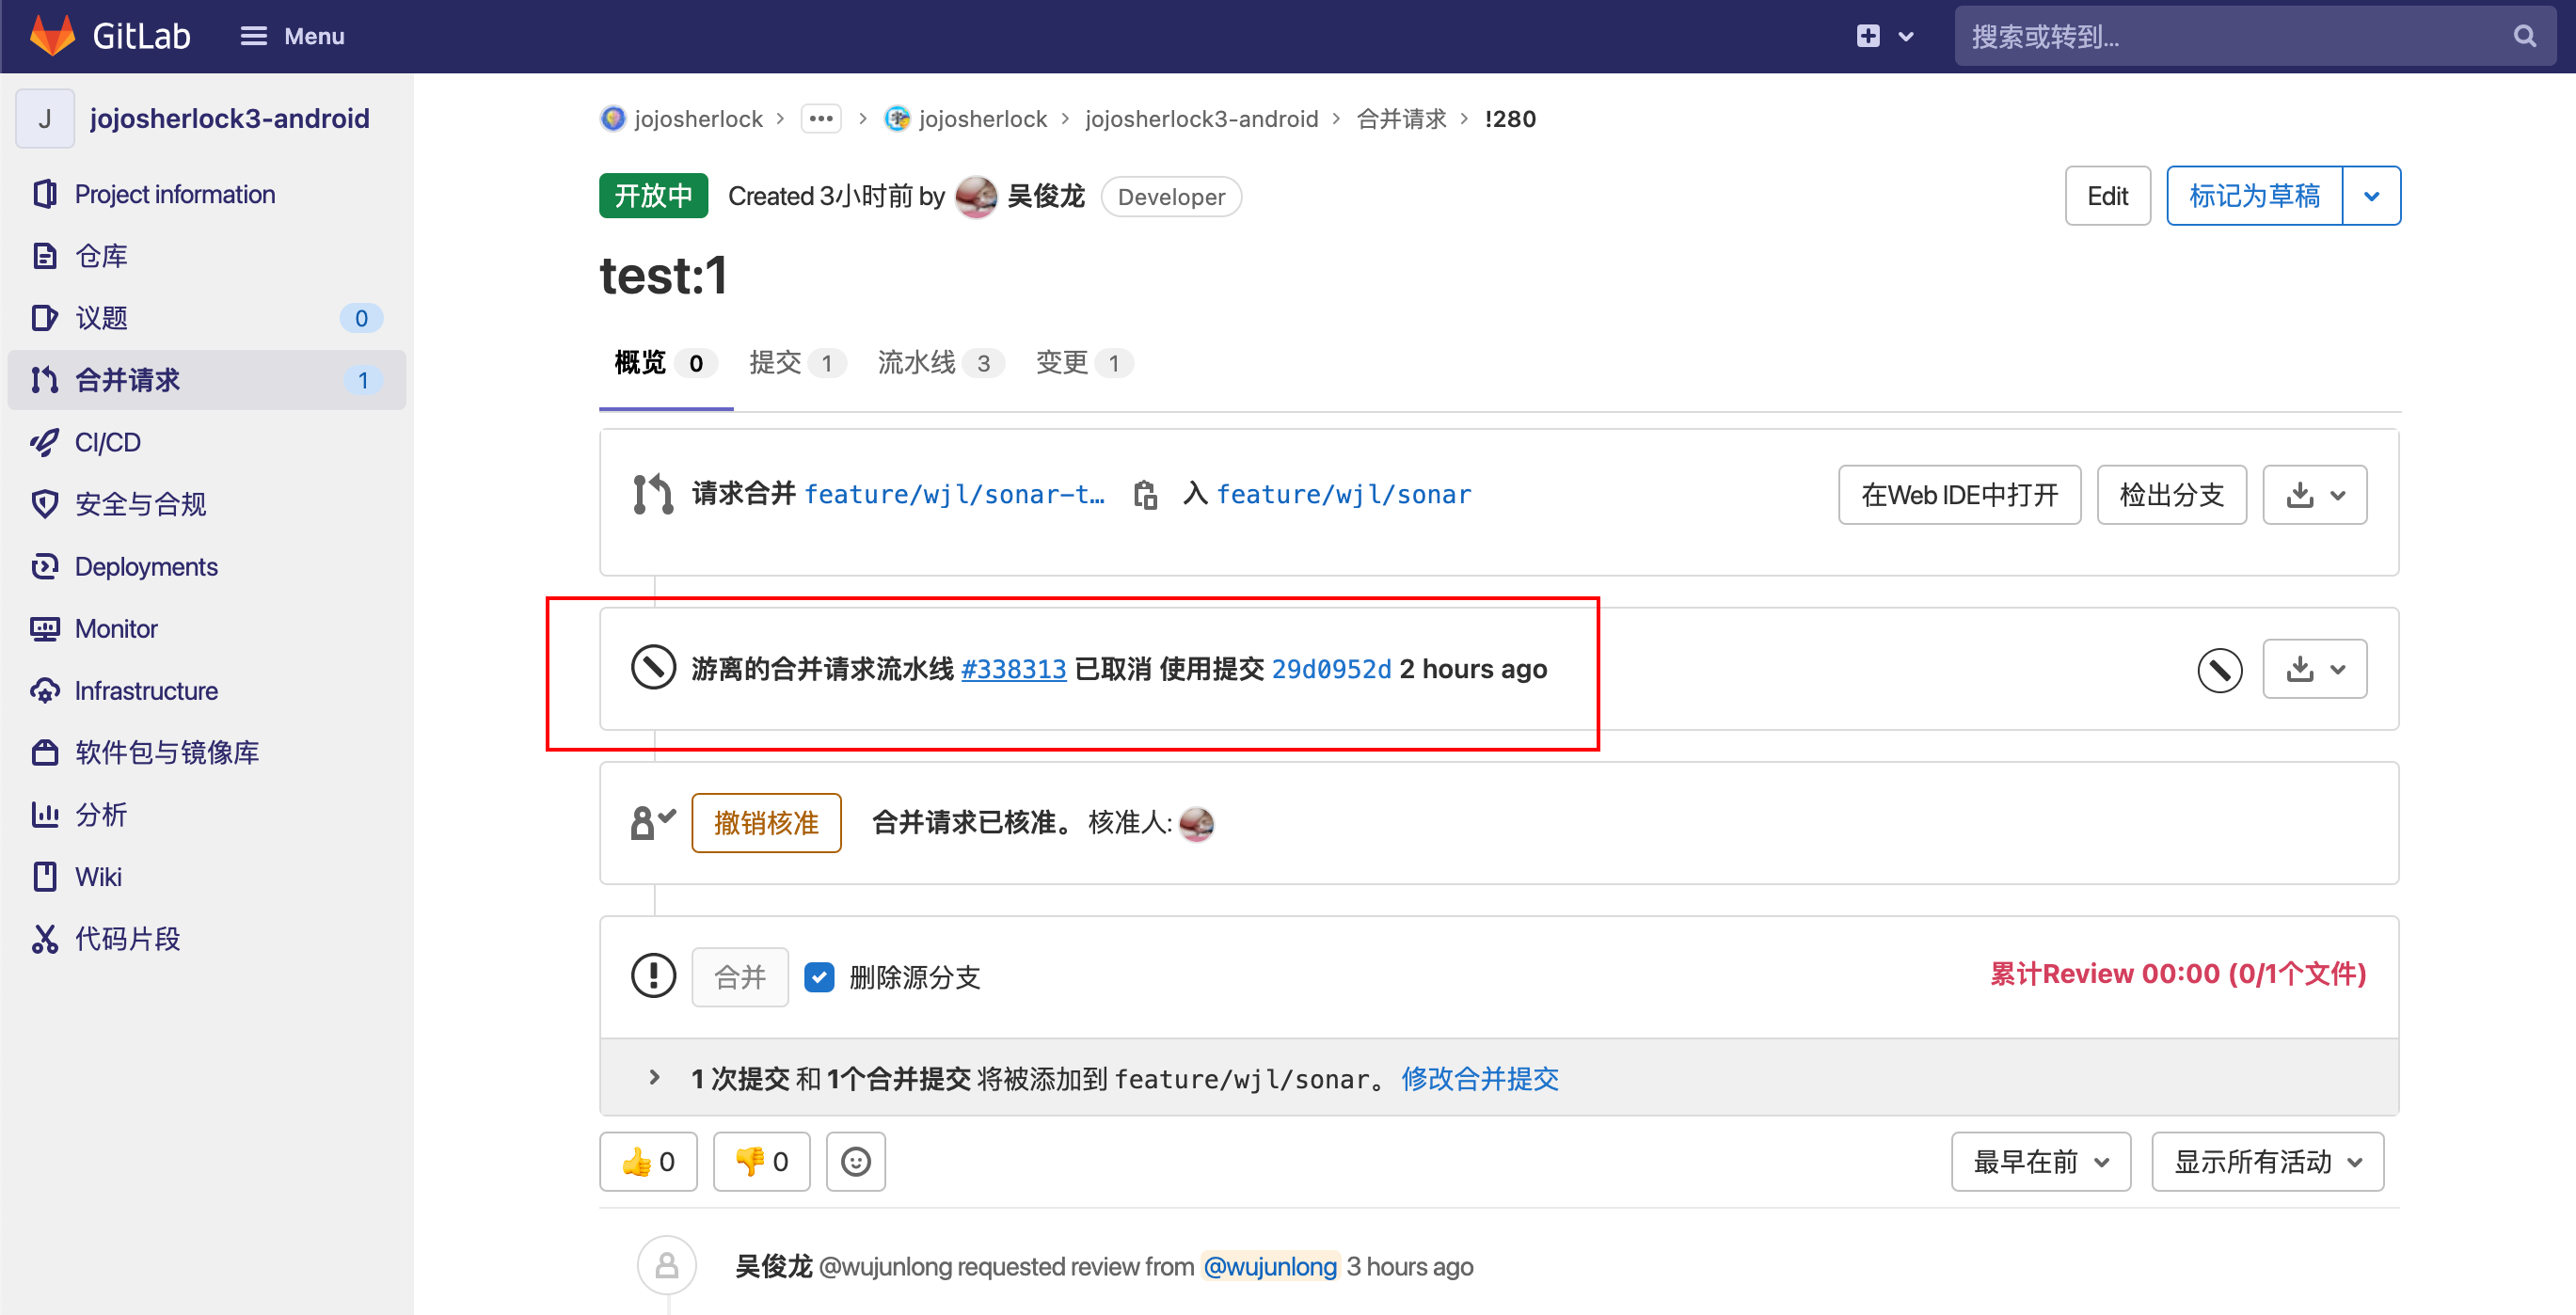 GitLab Menu 搜索或转到...
J jojosherlock3-android
Project information
仓库
议题 0
合并请求 1
CI/CD
安全与合规
Deployments
Monitor
Infrastructure
软件包与镜像库
分析
Wiki
代码片段
jojosherlock > ••• > jojosherlock > jojosherlock3-android > 合并请求 > !280
开放中 Created 3小时前 by 吴俊龙 Developer Edit 标记为草稿
test:1
概览 0 提交 1 流水线 3 变更 1
请求合并 feature/wjl/sonar-t… 入 feature/wjl/sonar 在Web IDE中打开 检出分支
游离的合并请求流水线 #338313 已取消 使用提交 29d0952d 2 hours ago
撤销核准 合并请求已核准。 核准人:
合并 删除源分支 累计Review 00:00 (0/1个文件)
1 次提交 和 1个合并提交 将被添加到 feature/wjl/sonar。 修改合并提交
👍 0 👎 0 最早在前 显示所有活动
吴俊龙 @wujunlong requested review from @wujunlong 3 hours ago